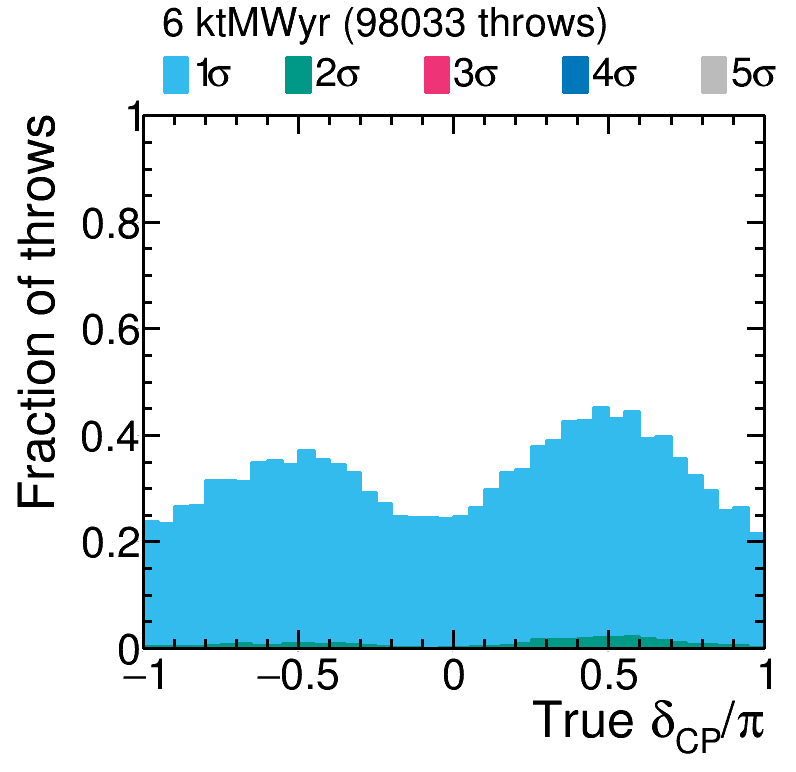 6 ktMWyr (98033 throws)
1σ 2σ 3σ 4σ 5σ
Fraction of throws
1
0.8
0.6
0.4
0.2
0
−1 −0.5 0 0.5 1
True δCP/π